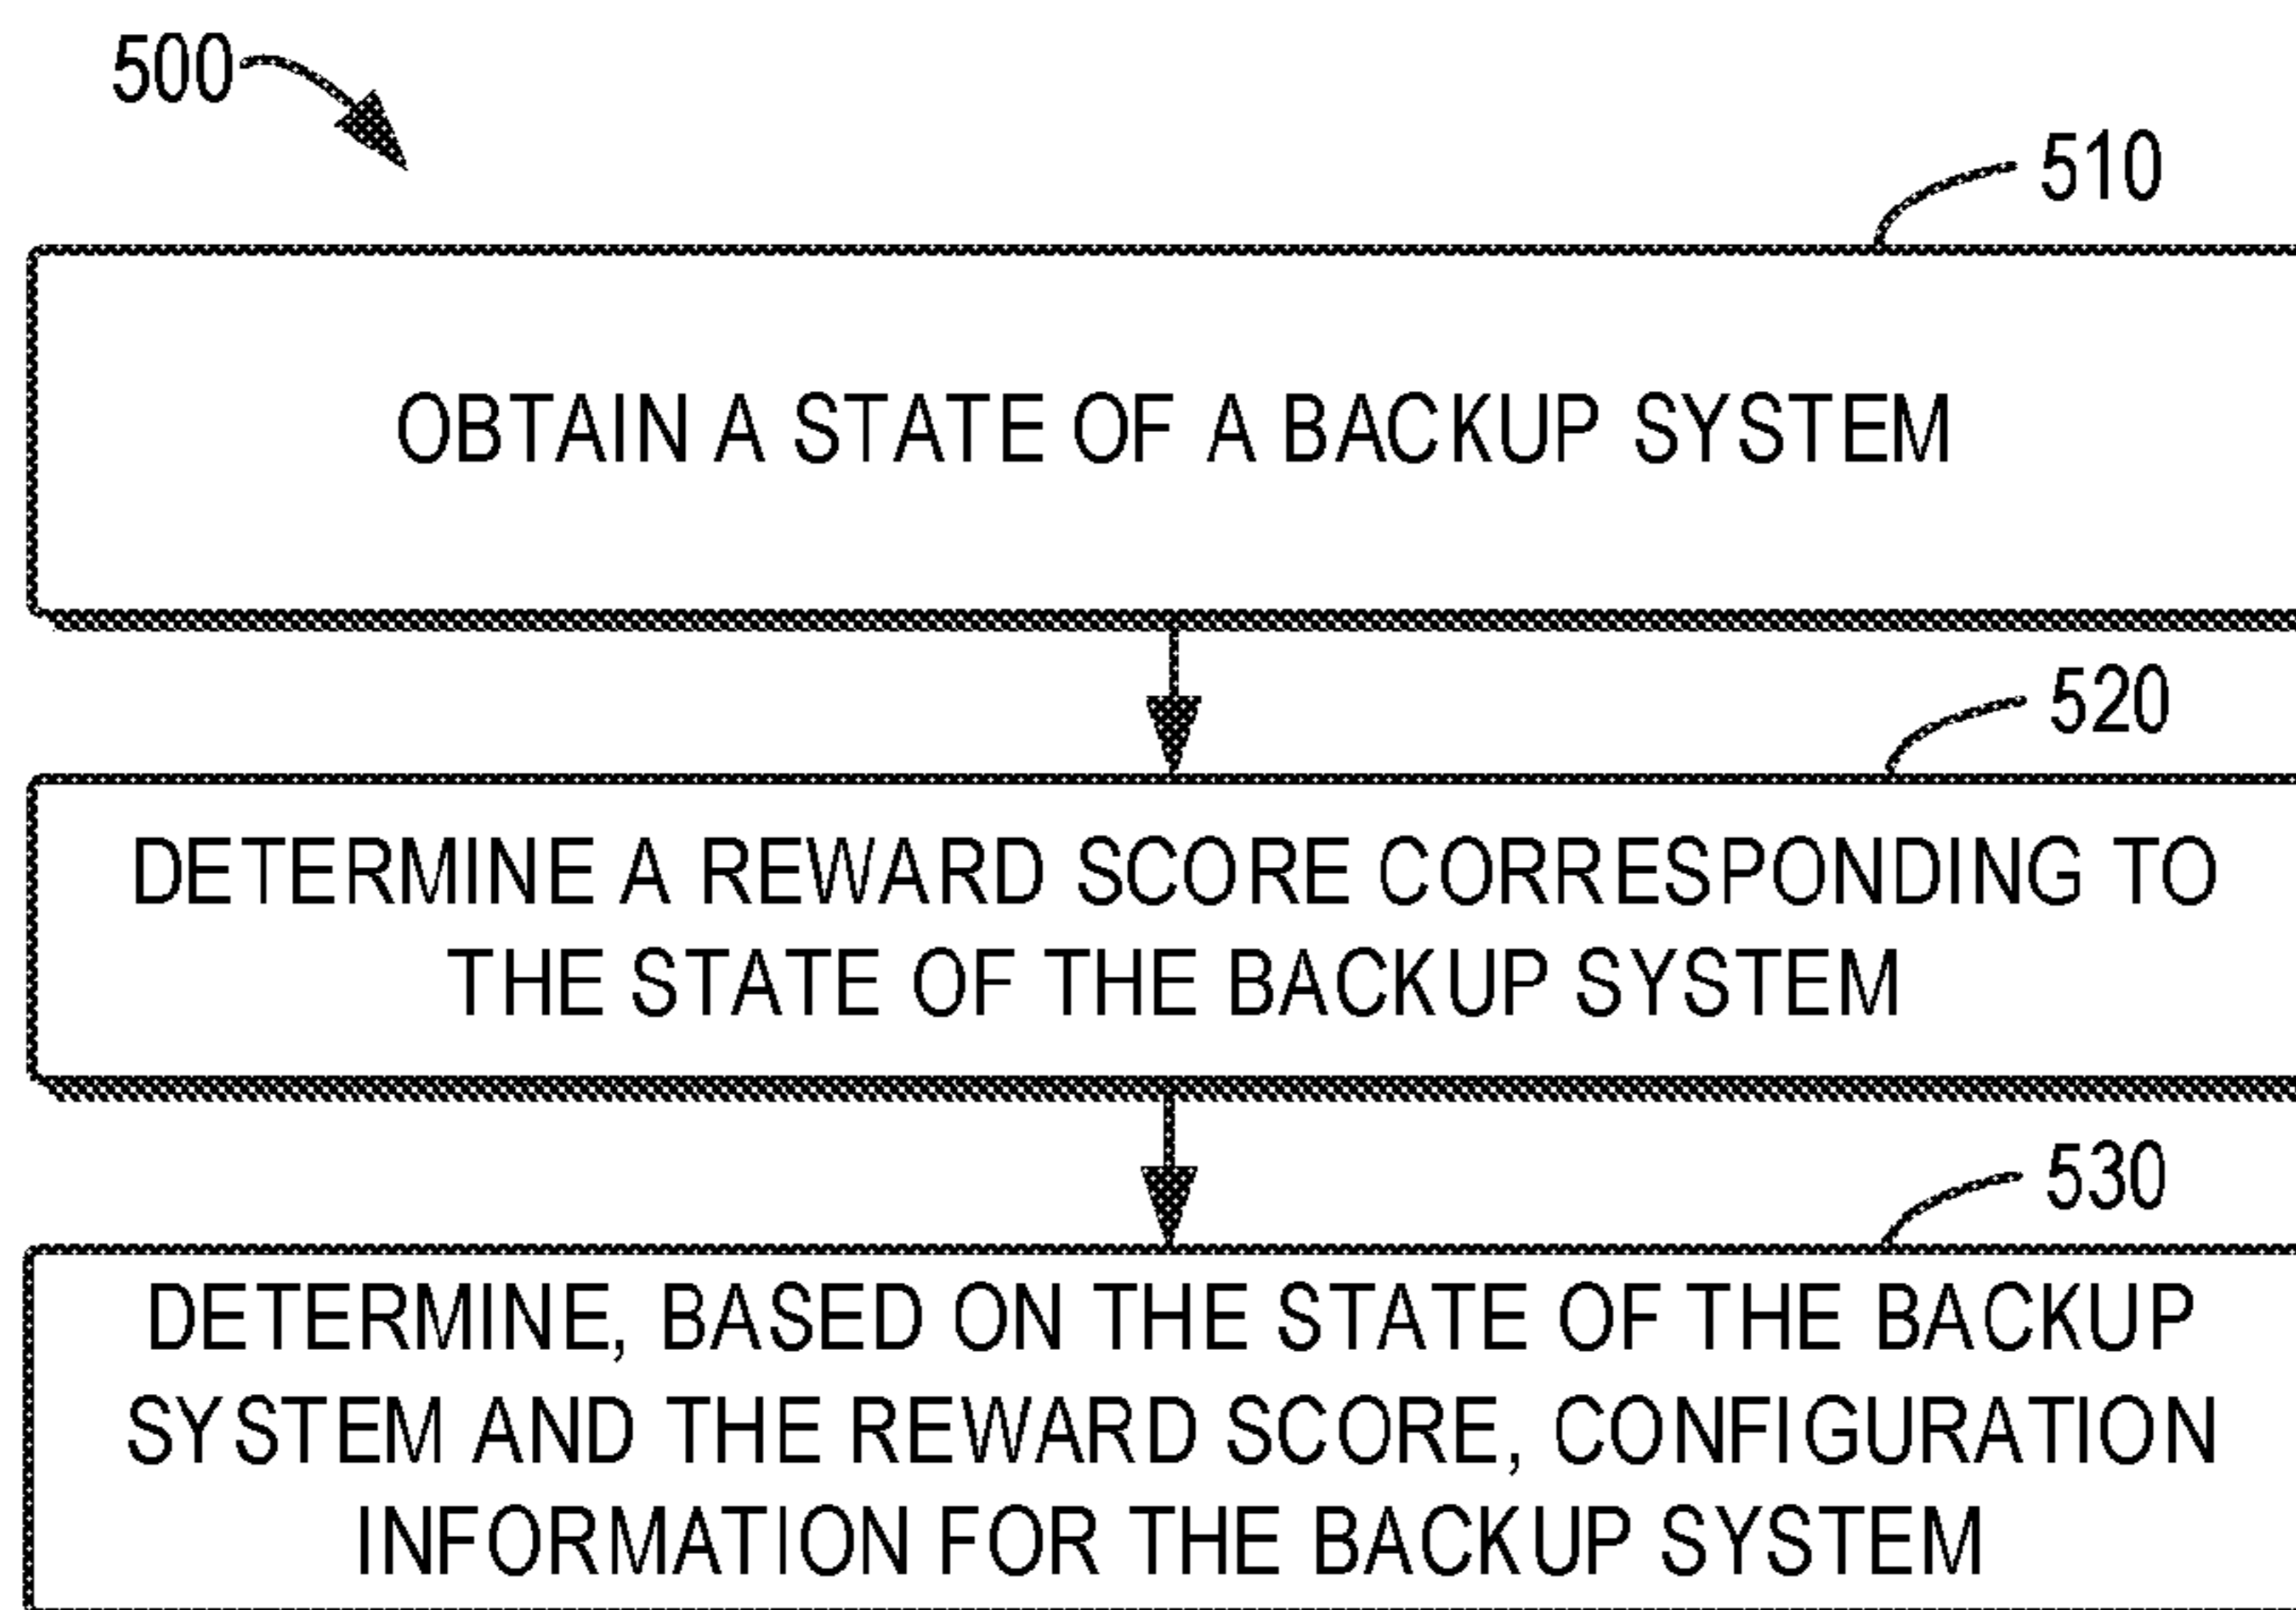 500
510
OBTAIN A STATE OF A BACKUP SYSTEM
520
DETERMINE A REWARD SCORE CORRESPONDING TO
THE STATE OF THE BACKUP SYSTEM
530
DETERMINE, BASED ON THE STATE OF THE BACKUP
SYSTEM AND THE REWARD SCORE, CONFIGURATION
INFORMATION FOR THE BACKUP SYSTEM